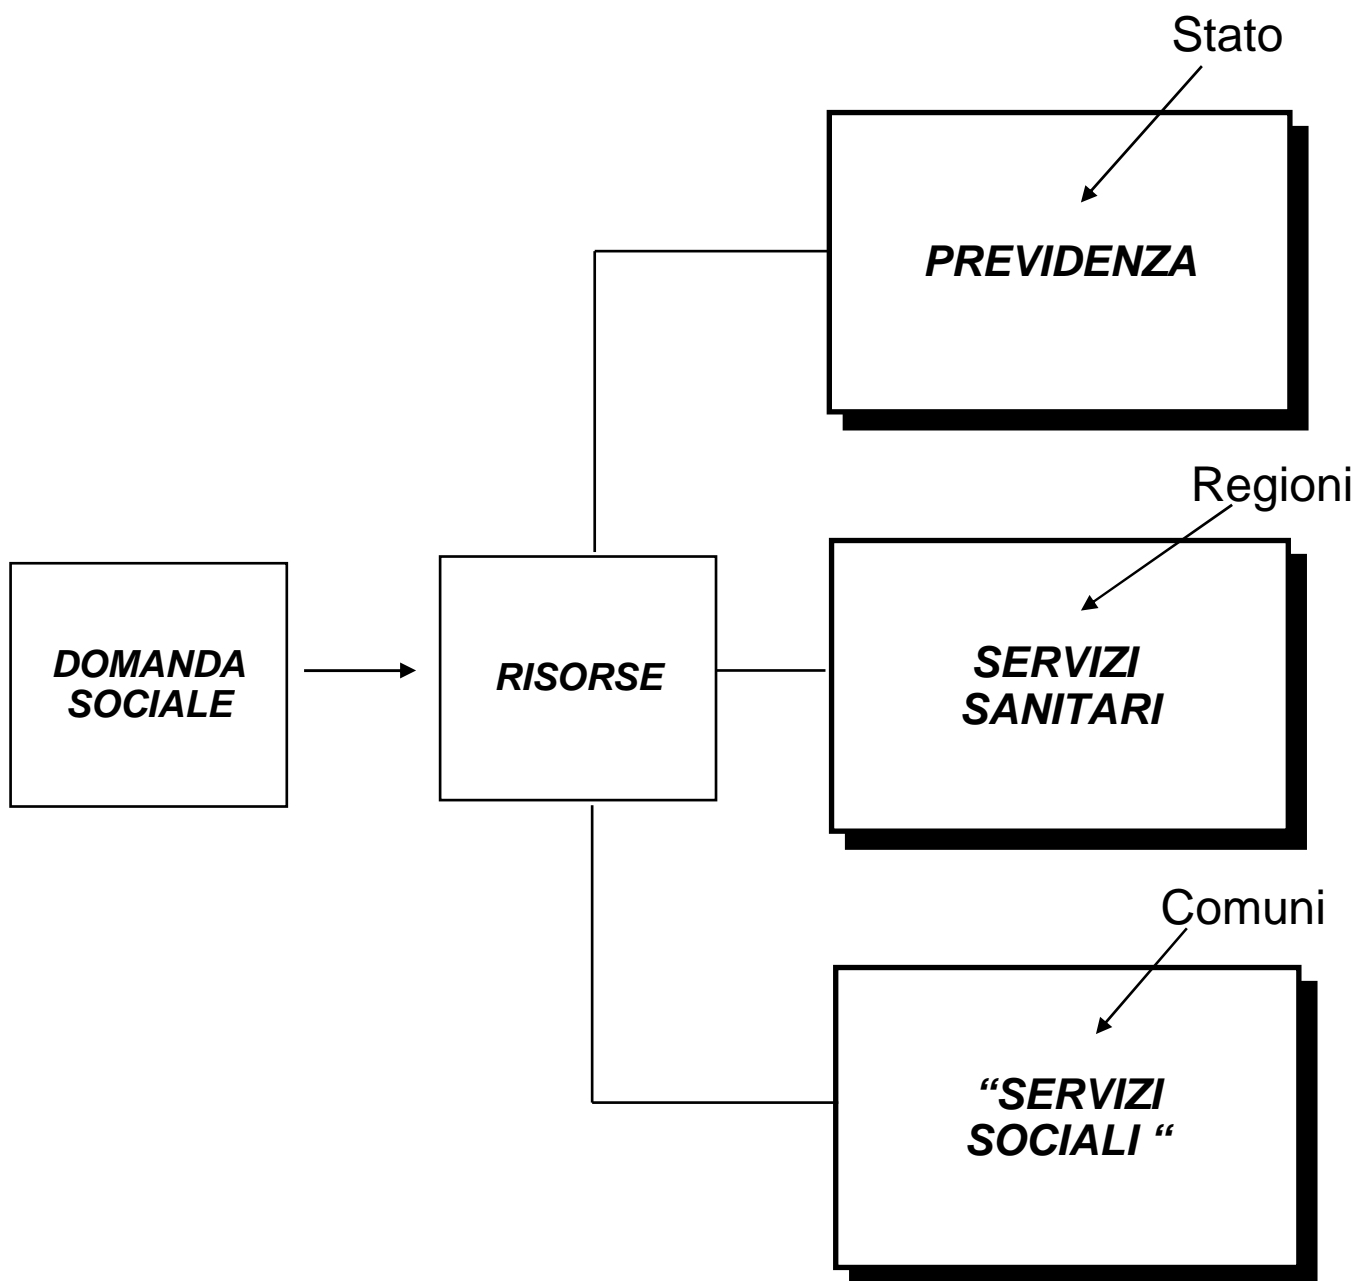 Stato
PREVIDENZA
Regioni
DOMANDA
SOCIALE
RISORSE
SERVIZI
SANITARI
Comuni
“SERVIZI
SOCIALI “